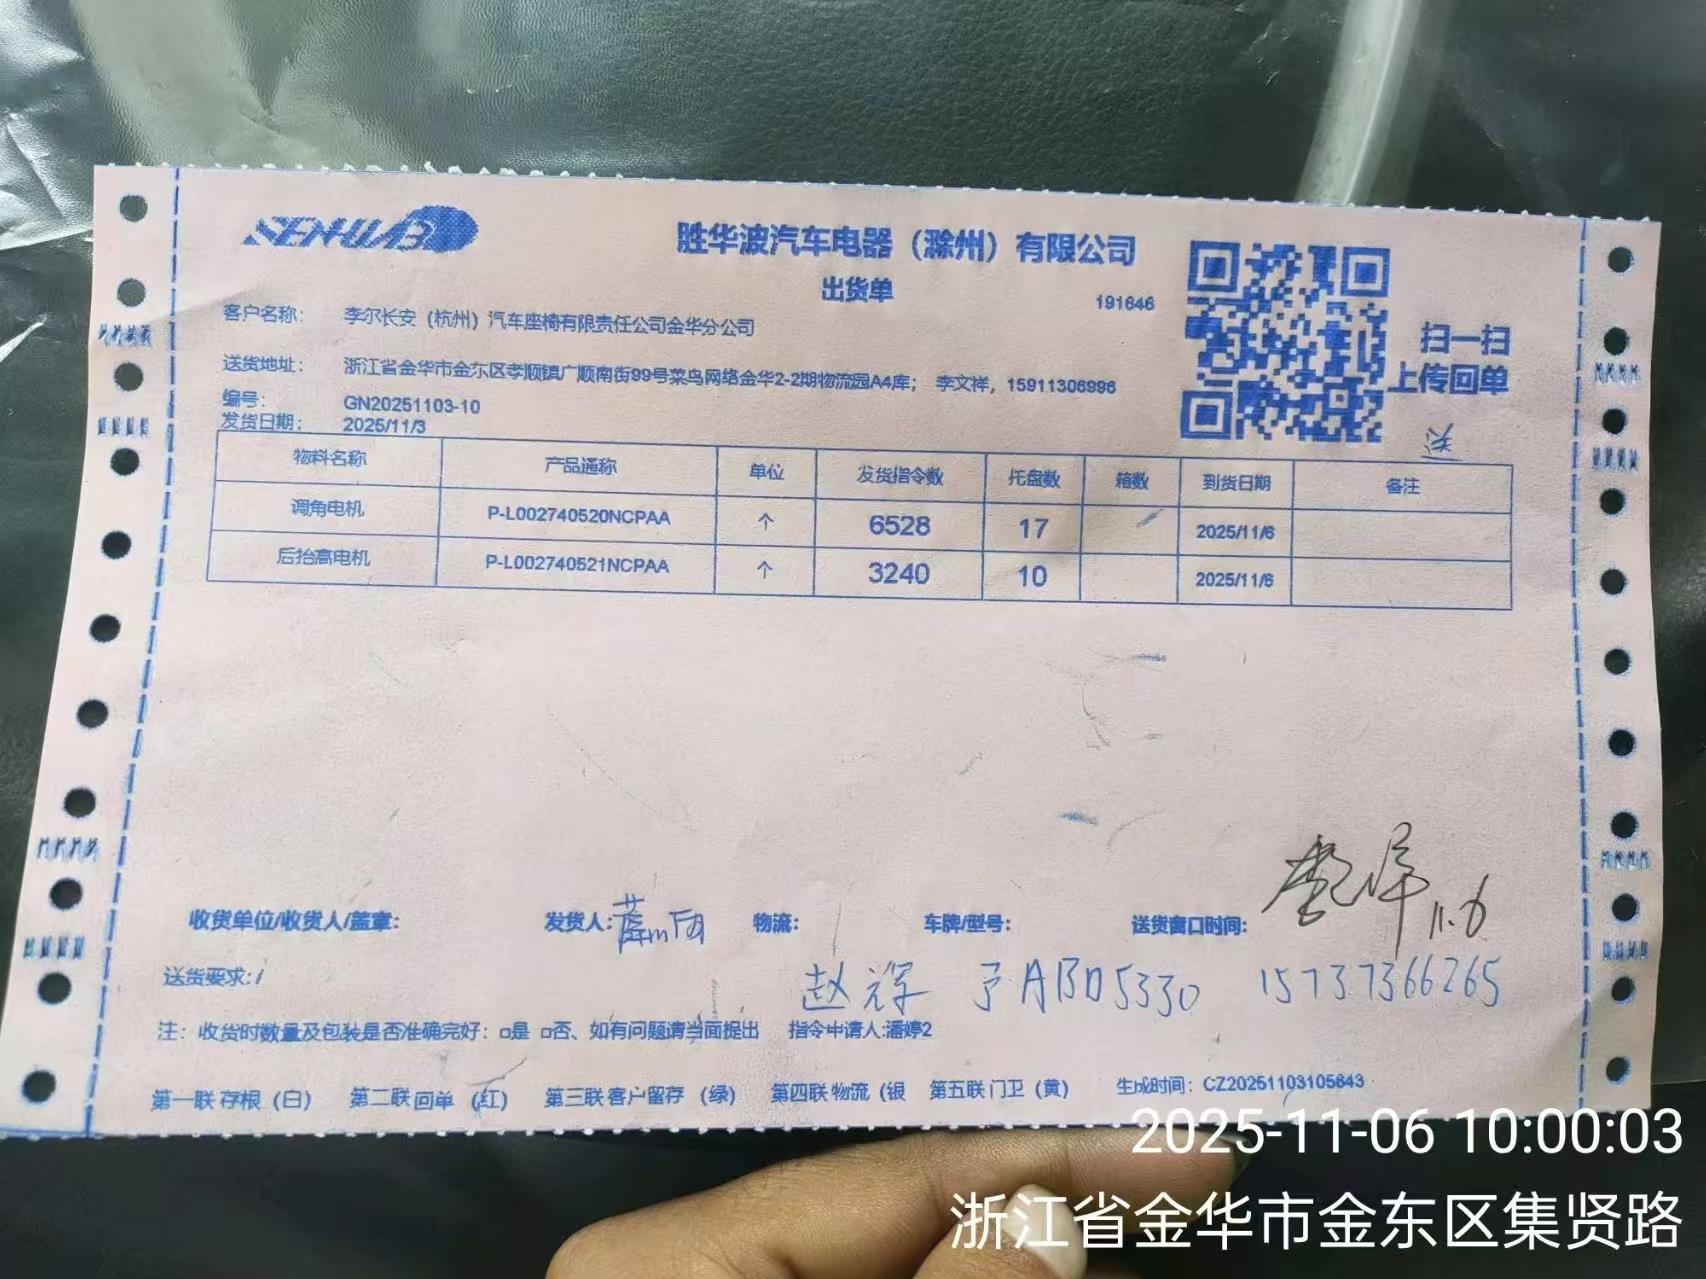 SENHUAB
胜华波汽车电器（滁州）有限公司
出货单
191646
扫一扫
上传回单
客户名称： 李尔长安（杭州）汽车座椅有限责任公司金华分公司
送货地址： 浙江省金华市金东区孝顺镇广顺南街99号菜鸟网络金华2-2期物流园A4库； 李文祥，15911306996
编号： GN20251103-10
发货日期： 2025/11/3
送
物料名称 产品通称 单位 发货指令数 托盘数 箱数 到货日期 备注
调角电机 P-L002740520NCPAA 个 6528 17 2025/11/6
后抬高电机 P-L002740521NCPAA 个 3240 10 2025/11/6
收货单位/收货人/盖章： 发货人： 物流： 车牌/型号： 送货窗口时间： 11.6
送货要求：/
赵 ABD5330 15737366265
注： 收货时数量及包装是否准确完好：□是 □否、如有问题请当面提出 指令申请人:潘婷2
第一联 存根（白） 第二联 回单 （红） 第三联 客户留存 （绿） 第四联 物流（银 第五联 门卫（黄） 生成时间： CZ20251103105643
2025-11-06 10:00:03
浙江省金华市金东区集贤路